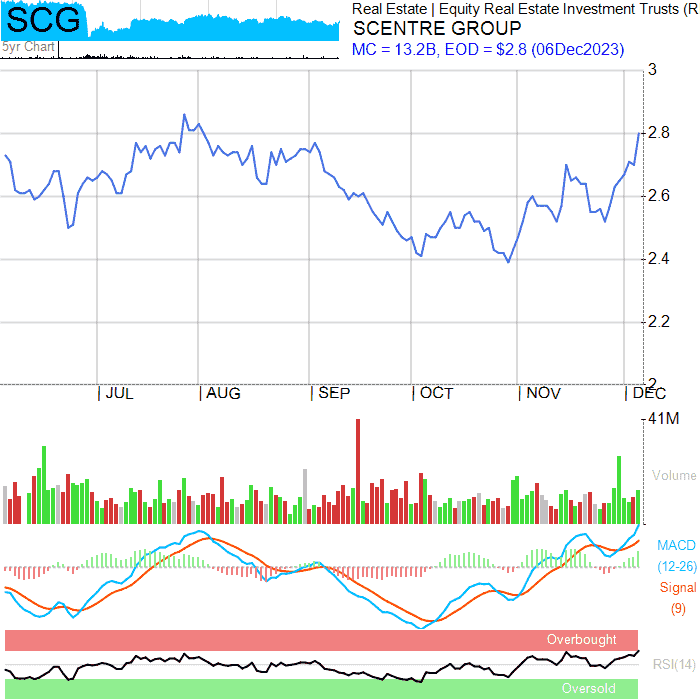 SCG
5yr Chart
Real Estate | Equity Real Estate Investment Trusts (R
SCENTRE GROUP
MC = 13.2B, EOD = $2.8 (06Dec2023)
3
2.8
2.6
2.4
2.2
2
| JUL | AUG | SEP | OCT | NOV | DEC
41M
Volume
MACD
(12-26)
Signal
(9)
Overbought
RSI(14)
Oversold